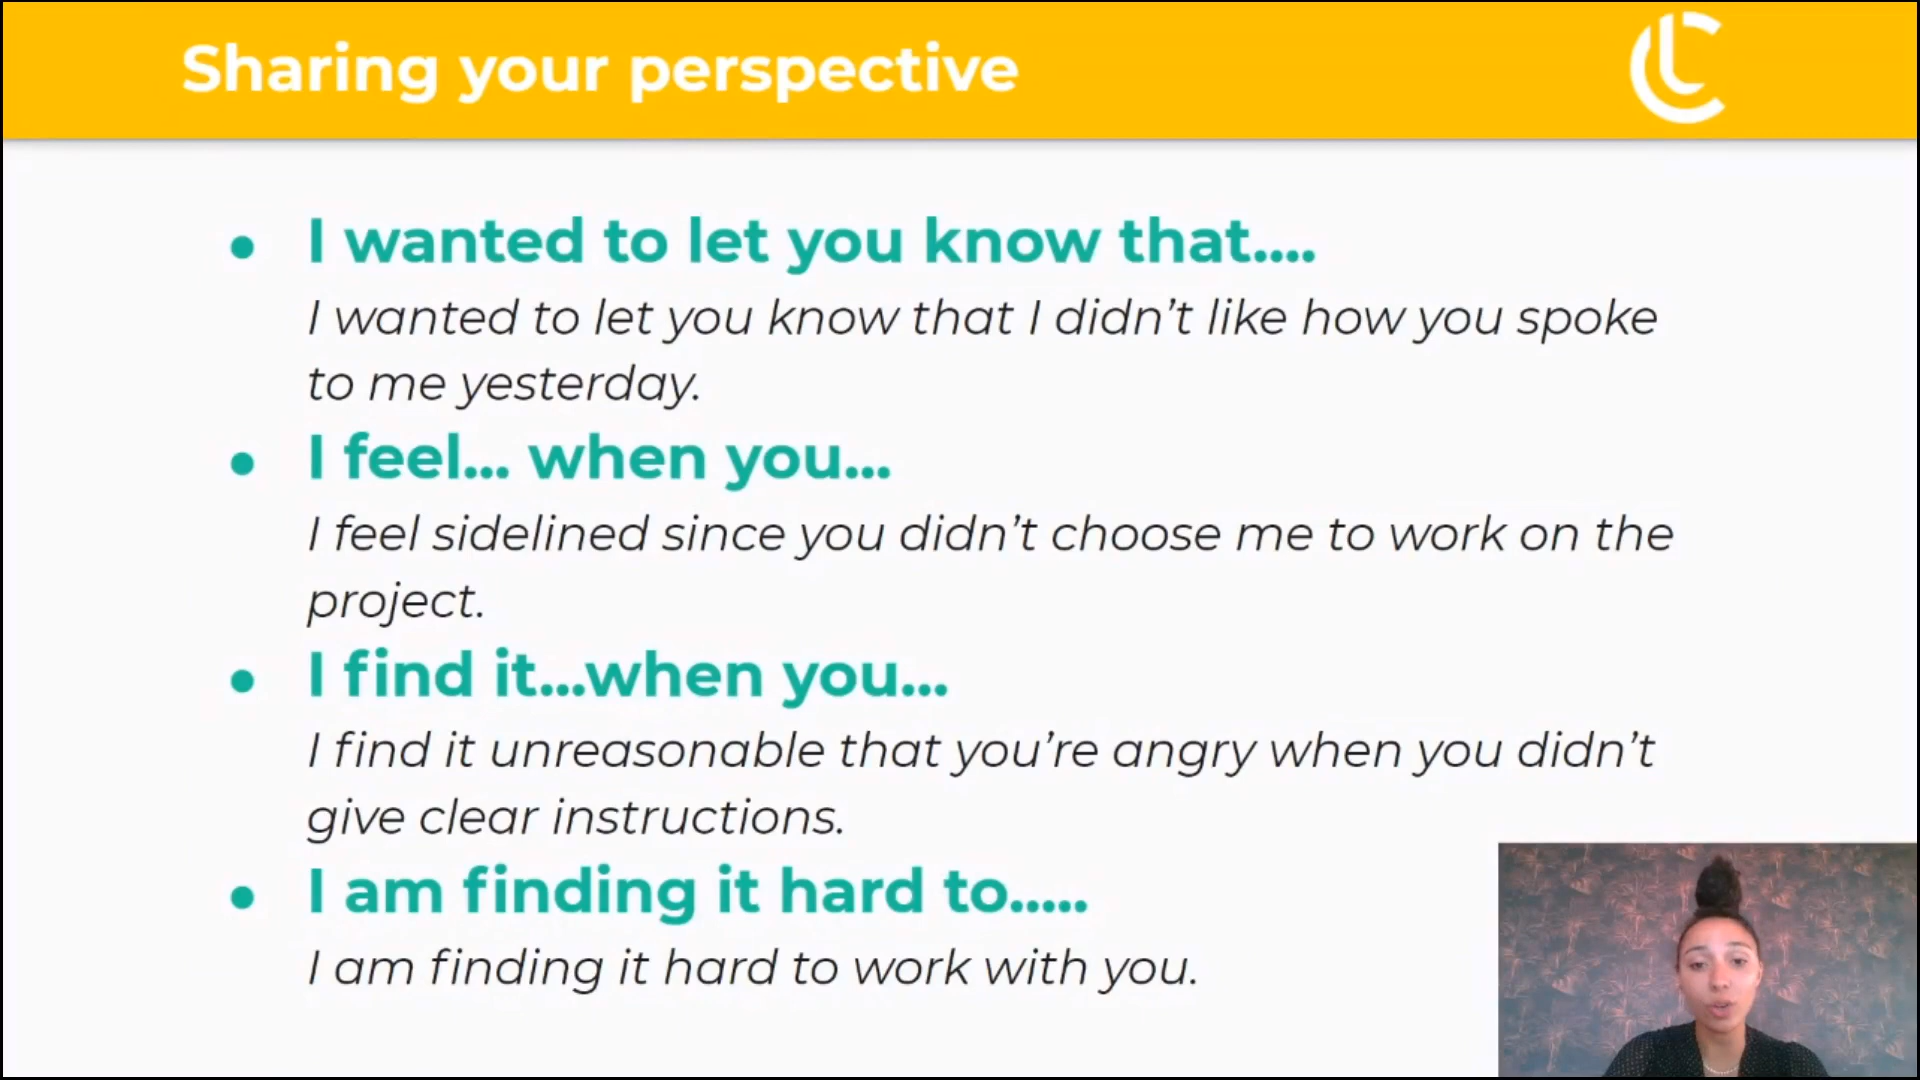 Sharing your perspective
• I wanted to let you know that....
I wanted to let you know that I didn’t like how you spoke
to me yesterday.
• I feel... when you...
I feel sidelined since you didn’t choose me to work on the
project.
• I find it...when you...
I find it unreasonable that you’re angry when you didn’t
give clear instructions.
• I am finding it hard to.....
I am finding it hard to work with you.